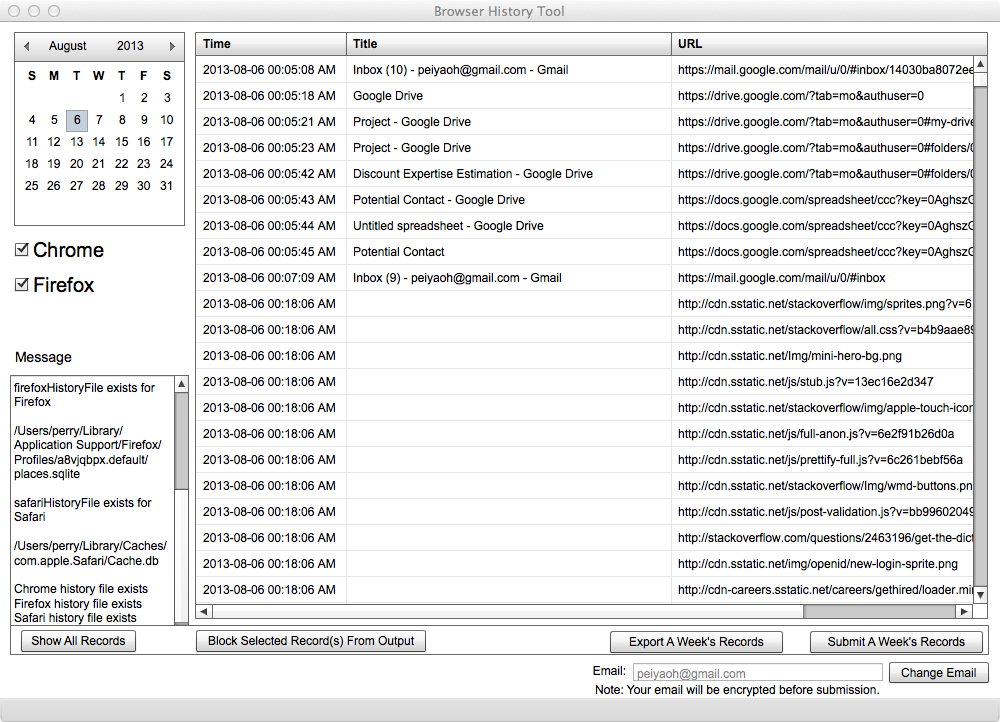 Browser History Tool
August 2013
S M T W T F S
1 2 3
4 5 6 7 8 9 10
11 12 13 14 15 16 17
18 19 20 21 22 23 24
25 26 27 28 29 30 31
Chrome
Firefox
Message
firefoxHistoryFile exists for
Firefox
/Users/perry/Library/
Application Support/Firefox/
Profiles/a8vjqbpx.default/
places.sqlite
safariHistoryFile exists for
Safari
/Users/perry/Library/Caches/
com.apple.Safari/Cache.db
Chrome history file exists
Firefox history file exists
Safari history file exists
Time Title URL
2013-08-06 00:05:08 AM Inbox (10) - peiyaoh@gmail.com - Gmail https://mail.google.com/mail/u/0/#inbox/14030ba8072ee
2013-08-06 00:05:18 AM Google Drive https://drive.google.com/?tab=mo&authuser=0
2013-08-06 00:05:21 AM Project - Google Drive https://drive.google.com/?tab=mo&authuser=0#my-drive
2013-08-06 00:05:23 AM Project - Google Drive https://drive.google.com/?tab=mo&authuser=0#folders/0
2013-08-06 00:05:42 AM Discount Expertise Estimation - Google Drive https://drive.google.com/?tab=mo&authuser=0#folders/0
2013-08-06 00:05:43 AM Potential Contact - Google Drive https://docs.google.com/spreadsheet/ccc?key=0AghszG
2013-08-06 00:05:44 AM Untitled spreadsheet - Google Drive https://docs.google.com/spreadsheet/ccc?key=0AghszG
2013-08-06 00:05:45 AM Potential Contact https://docs.google.com/spreadsheet/ccc?key=0AghszG
2013-08-06 00:07:09 AM Inbox (9) - peiyaoh@gmail.com - Gmail https://mail.google.com/mail/u/0/#inbox
2013-08-06 00:18:06 AM http://cdn.sstatic.net/stackoverflow/img/sprites.png?v=6
2013-08-06 00:18:06 AM http://cdn.sstatic.net/stackoverflow/all.css?v=b4b9aae89
2013-08-06 00:18:06 AM http://cdn.sstatic.net/Img/mini-hero-bg.png
2013-08-06 00:18:06 AM http://cdn.sstatic.net/js/stub.js?v=13ec16e2d347
2013-08-06 00:18:06 AM http://cdn.sstatic.net/stackoverflow/img/apple-touch-icon
2013-08-06 00:18:06 AM http://cdn.sstatic.net/js/full-anon.js?v=6e2f91b26d0a
2013-08-06 00:18:06 AM http://cdn.sstatic.net/js/prettify-full.js?v=6c261bebf56a
2013-08-06 00:18:06 AM http://cdn.sstatic.net/stackoverflow/Img/wmd-buttons.pn
2013-08-06 00:18:06 AM http://cdn.sstatic.net/js/post-validation.js?v=bb99602049
2013-08-06 00:18:06 AM http://stackoverflow.com/questions/2463196/get-the-dict
2013-08-06 00:18:06 AM http://cdn.sstatic.net/img/openid/new-login-sprite.png
2013-08-06 00:18:06 AM http://cdn-careers.sstatic.net/careers/gethired/loader.mi
Show All Records Block Selected Record(s) From Output Export A Week's Records Submit A Week's Records
Email: peiyaoh@gmail.com Change Email
Note: Your email will be encrypted before submission.